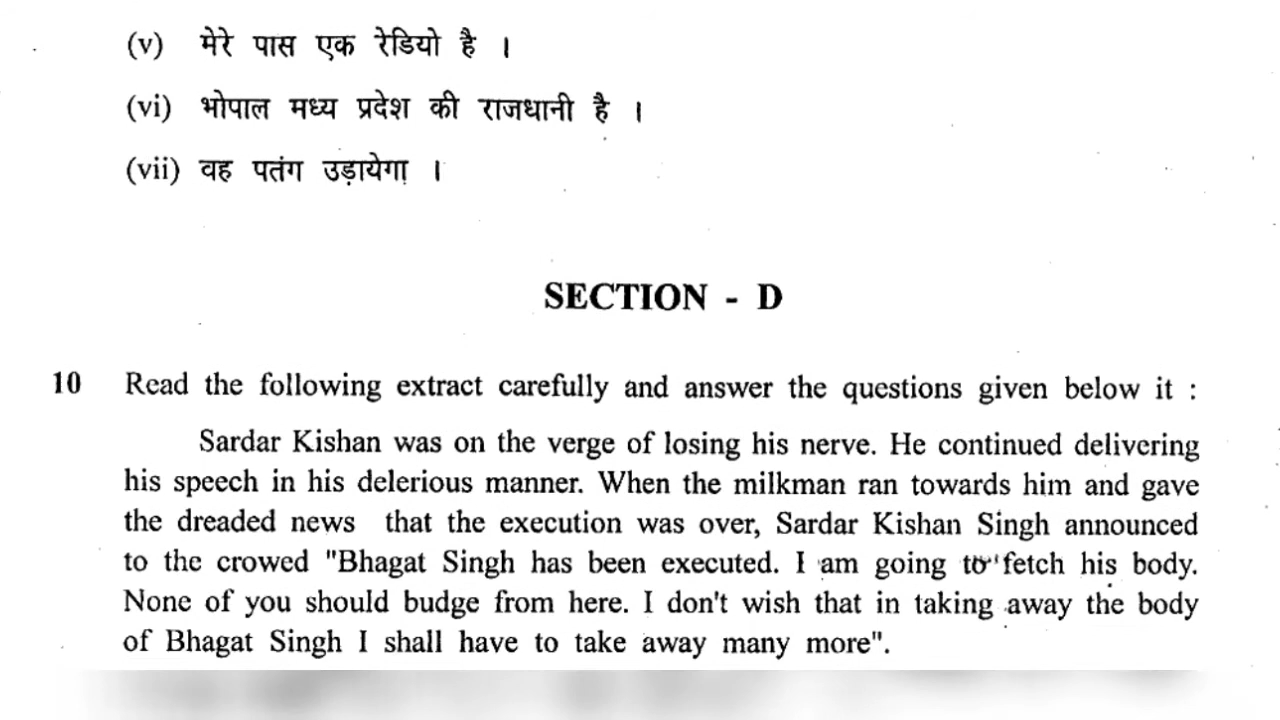 (v) मेरे पास एक रेडियो है ।
(vi) भोपाल मध्य प्रदेश की राजधानी है ।
(vii) वह पतंग उड़ायेगा ।
SECTION - D
10 Read the following extract carefully and answer the questions given below it :
Sardar Kishan was on the verge of losing his nerve. He continued delivering
his speech in his delerious manner. When the milkman ran towards him and gave
the dreaded news that the execution was over, Sardar Kishan Singh announced
to the crowed "Bhagat Singh has been executed. I am going to fetch his body.
None of you should budge from here. I don't wish that in taking away the body
of Bhagat Singh I shall have to take away many more".